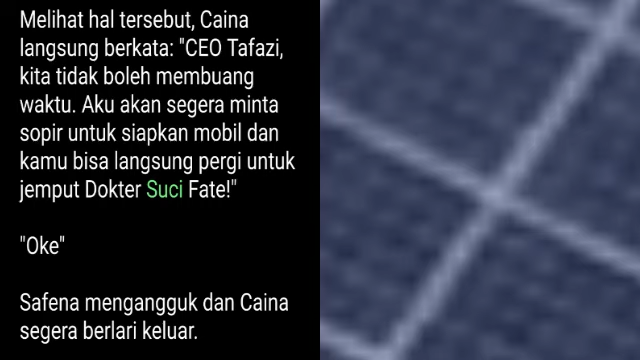 Melihat hal tersebut, Caina
langsung berkata: "CEO Tafazi,
kita tidak boleh membuang
waktu. Aku akan segera minta
sopir untuk siapkan mobil dan
kamu bisa langsung pergi untuk
jemput Dokter Suci Fate!"
"Oke"
Safena mengangguk dan Caina
segera berlari keluar.